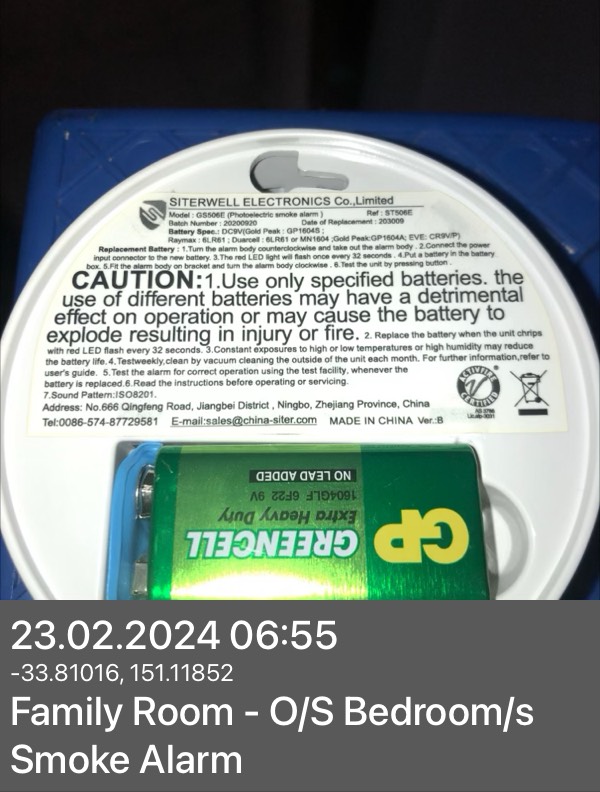 SITERWELL ELECTRONICS Co.,Limited
Model : GS506E (Photoelectric smoke alarm ) Ref : ST506E
Batch Number : 20200920 Date of Replacement : 203009
Battery Spec.: DC9V(Gold Peak : GP1604S ;
Raymax : 6LR61 ; Duarcell : 6LR61 or MN1604 ;Gold Peak:GP1604A; EVE: CR9V/P)
Replacement Battery : 1.Turn the alarm body counterclockwise and take out the alarm body . 2.Connect the power
input connector to the new battery. 3.The red LED light will flash once every 32 seconds . 4.Put a battery in the battery
box. 5.Fit the alarm body on bracket and turn the alarm body clockwise . 6.Test the unit by pressing button .
CAUTION:1.Use only specified batteries. the
use of different batteries may have a detrimental
effect on operation or may cause the battery to
explode resulting in injury or fire. 2. Replace the battery when the unit chrips
with red LED flash every 32 seconds. 3.Constant exposures to high or low temperatures or high humidity may reduce
the battery life. 4.Testweekly,clean by vacuum cleaning the outside of the unit each month. For further information,refer to
user's guide. 5.Test the alarm for correct operation using the test facility, whenever the
battery is replaced.6.Read the instructions before operating or servicing.
7.Sound Pattern:ISO8201.
Address: No.666 Qingfeng Road, Jiangbei District , Ningbo, Zhejiang Province, China
Tel:0086-574-87729581 E-mail:sales@china-siter.com MADE IN CHINA Ver.:B
CERTIFIED
AS 3786
NO LEAD ADDED
1604GLF 6F22 9V
Extra Heavy Duty
GREENCELL
GP
23.02.2024 06:55
-33.81016, 151.11852
Family Room - O/S Bedroom/s
Smoke Alarm